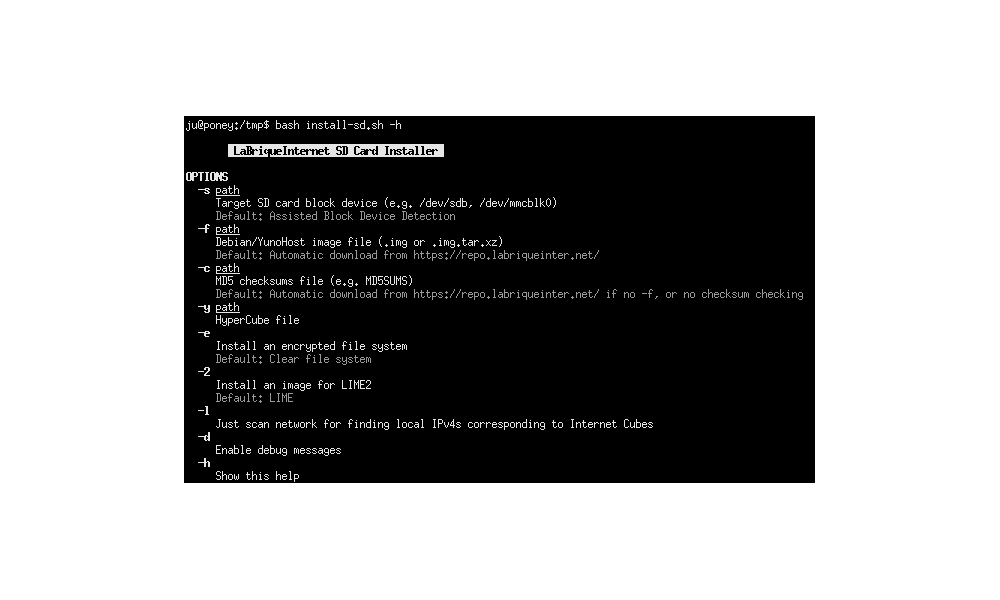 ju@poney:/tmp$ bash install-sd.sh -h
LaBriqueInternet SD Card Installer
OPTIONS
-s path
Target SD card block device (e.g. /dev/sdb, /dev/mmcblk0)
Default: Assisted Block Device Detection
-f path
Debian/YunoHost image file (.img or .img.tar.xz)
Default: Automatic download from https://repo.labriqueinter.net/
-c path
MD5 checksums file (e.g. MD5SUMS)
Default: Automatic download from https://repo.labriqueinter.net/ if no -f, or no checksum checking
-y path
HyperCube file
-e
Install an encrypted file system
Default: Clear file system
-2
Install an image for LIME2
Default: LIME
-l
Just scan network for finding local IPv4s corresponding to Internet Cubes
-d
Enable debug messages
-h
Show this help